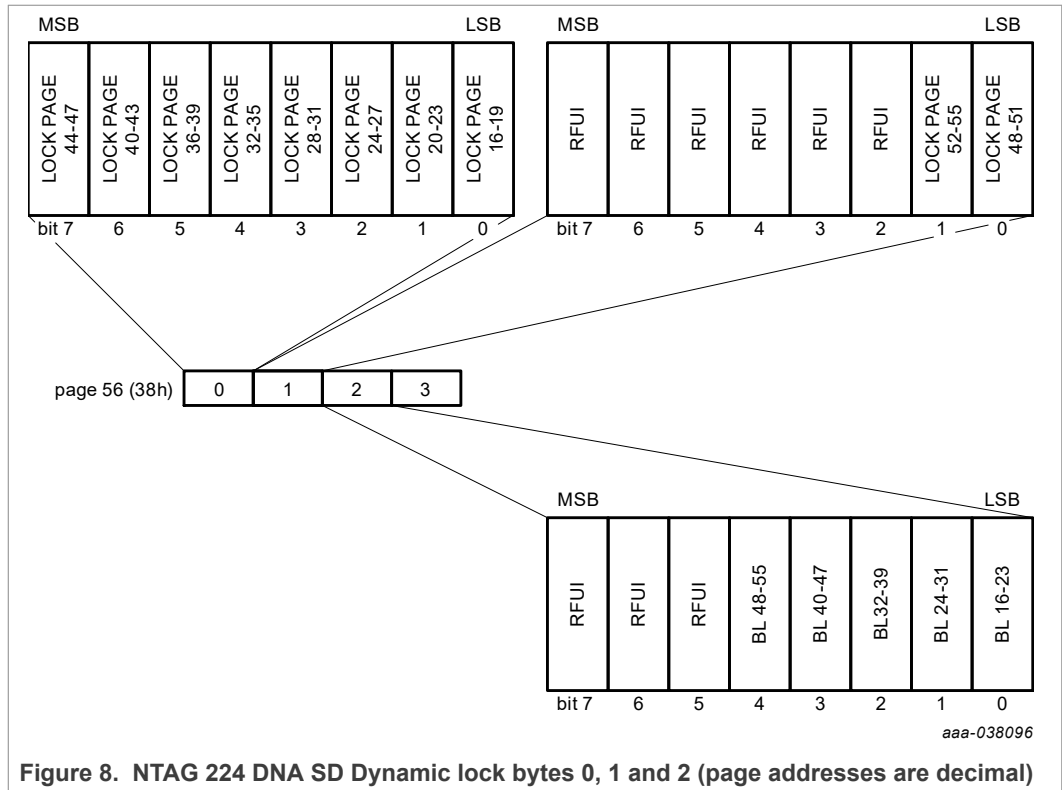 MSB LSB
LOCK PAGE 44-47
LOCK PAGE 40-43
LOCK PAGE 36-39
LOCK PAGE 32-35
LOCK PAGE 28-31
LOCK PAGE 24-27
LOCK PAGE 20-23
LOCK PAGE 16-19
bit 7 6 5 4 3 2 1 0
MSB LSB
RFUI
RFUI
RFUI
RFUI
RFUI
RFUI
LOCK PAGE 52-55
LOCK PAGE 48-51
bit 7 6 5 4 3 2 1 0
page 56 (38h) 0 1 2 3
MSB LSB
RFUI
RFUI
RFUI
BL 48-55
BL 40-47
BL32-39
BL 24-31
BL 16-23
bit 7 6 5 4 3 2 1 0
aaa-038096
Figure 8. NTAG 224 DNA SD Dynamic lock bytes 0, 1 and 2 (page addresses are decimal)